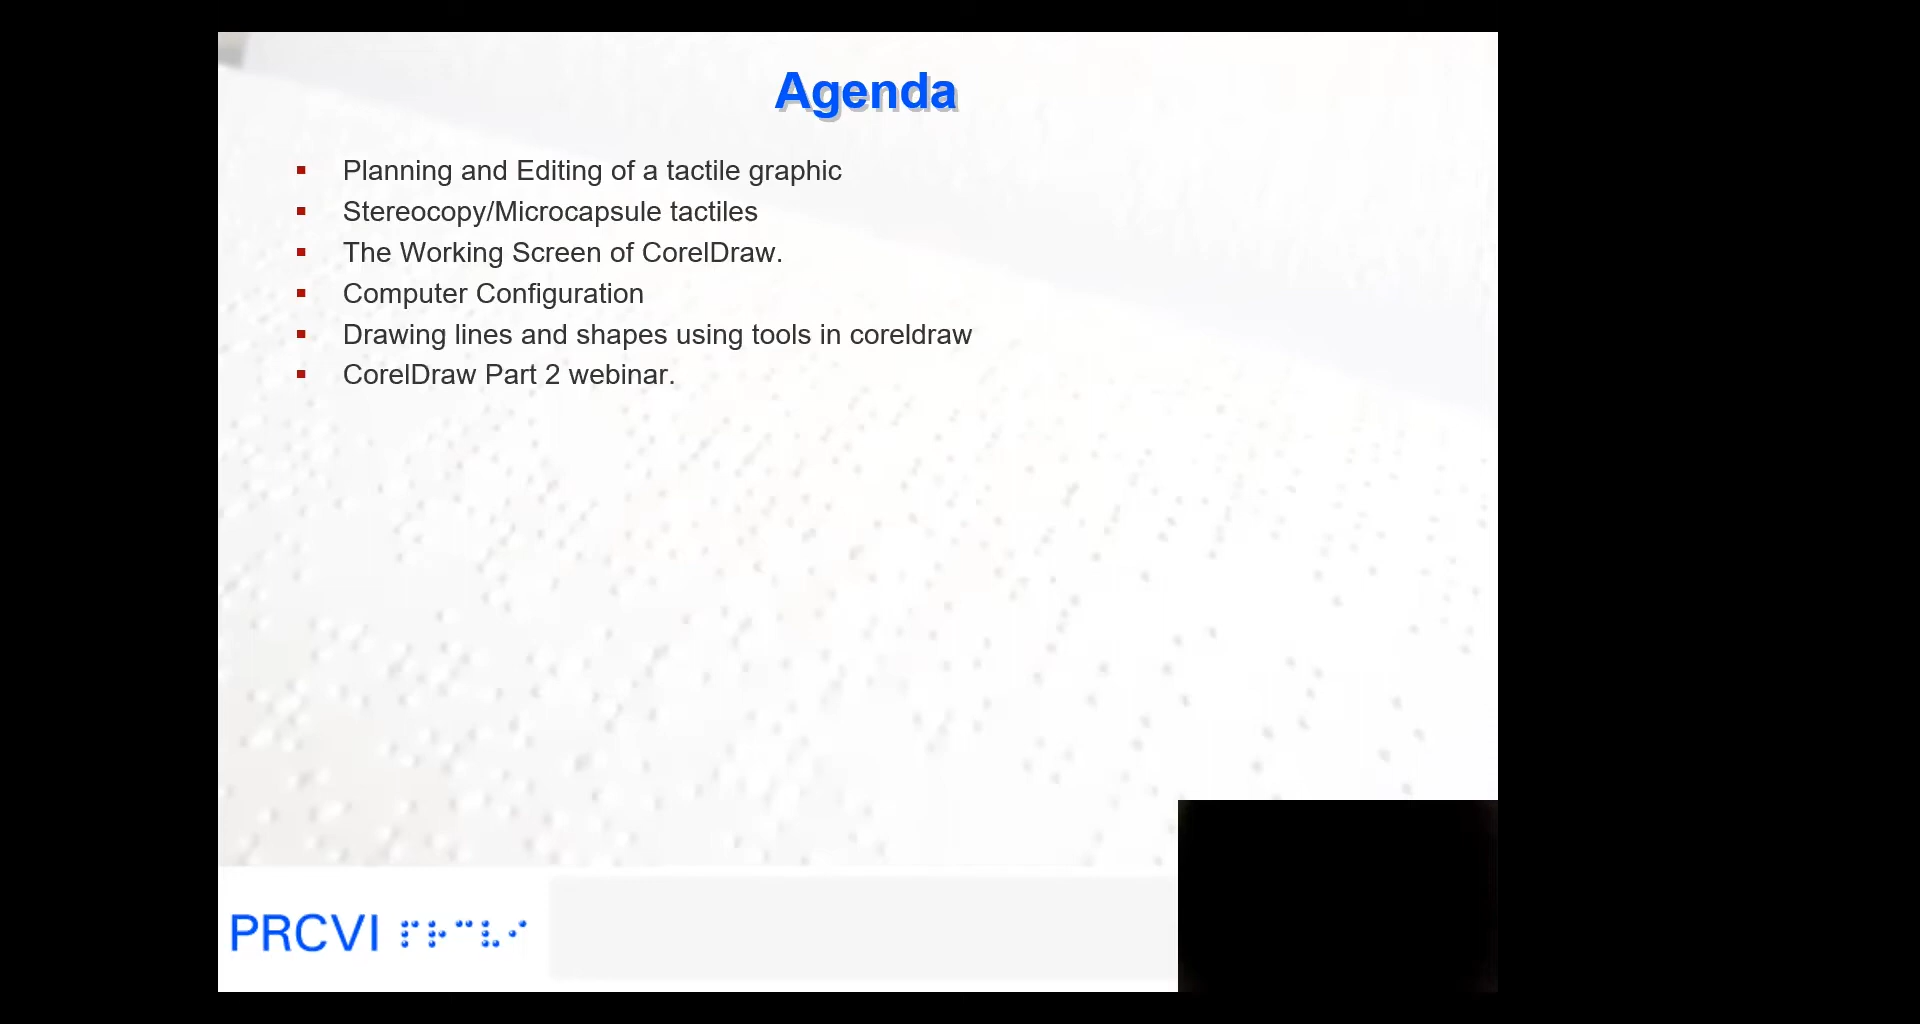 Agenda
▪ Planning and Editing of a tactile graphic
▪ Stereocopy/Microcapsule tactiles
▪ The Working Screen of CorelDraw.
▪ Computer Configuration
▪ Drawing lines and shapes using tools in coreldraw
▪ CorelDraw Part 2 webinar.
PRCVI ⠏⠗⠉⠧⠊